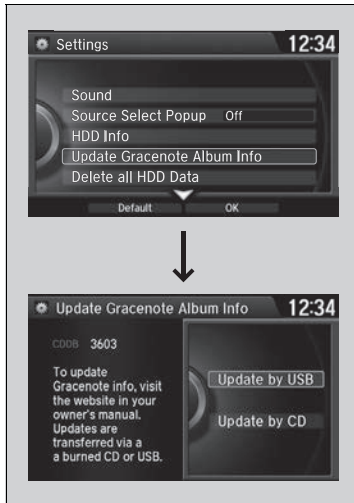 Settings
12:34
Sound
Source Select Popup Off
HDD Info
Update Gracenote Album Info
Delete all HDD Data
Default OK
Update Gracenote Album Info
12:34
CDDB 3603
To update
Gracenote info, visit
the website in your
owner's manual.
Updates are
transferred via a
a burned CD or USB.
Update by USB
Update by CD